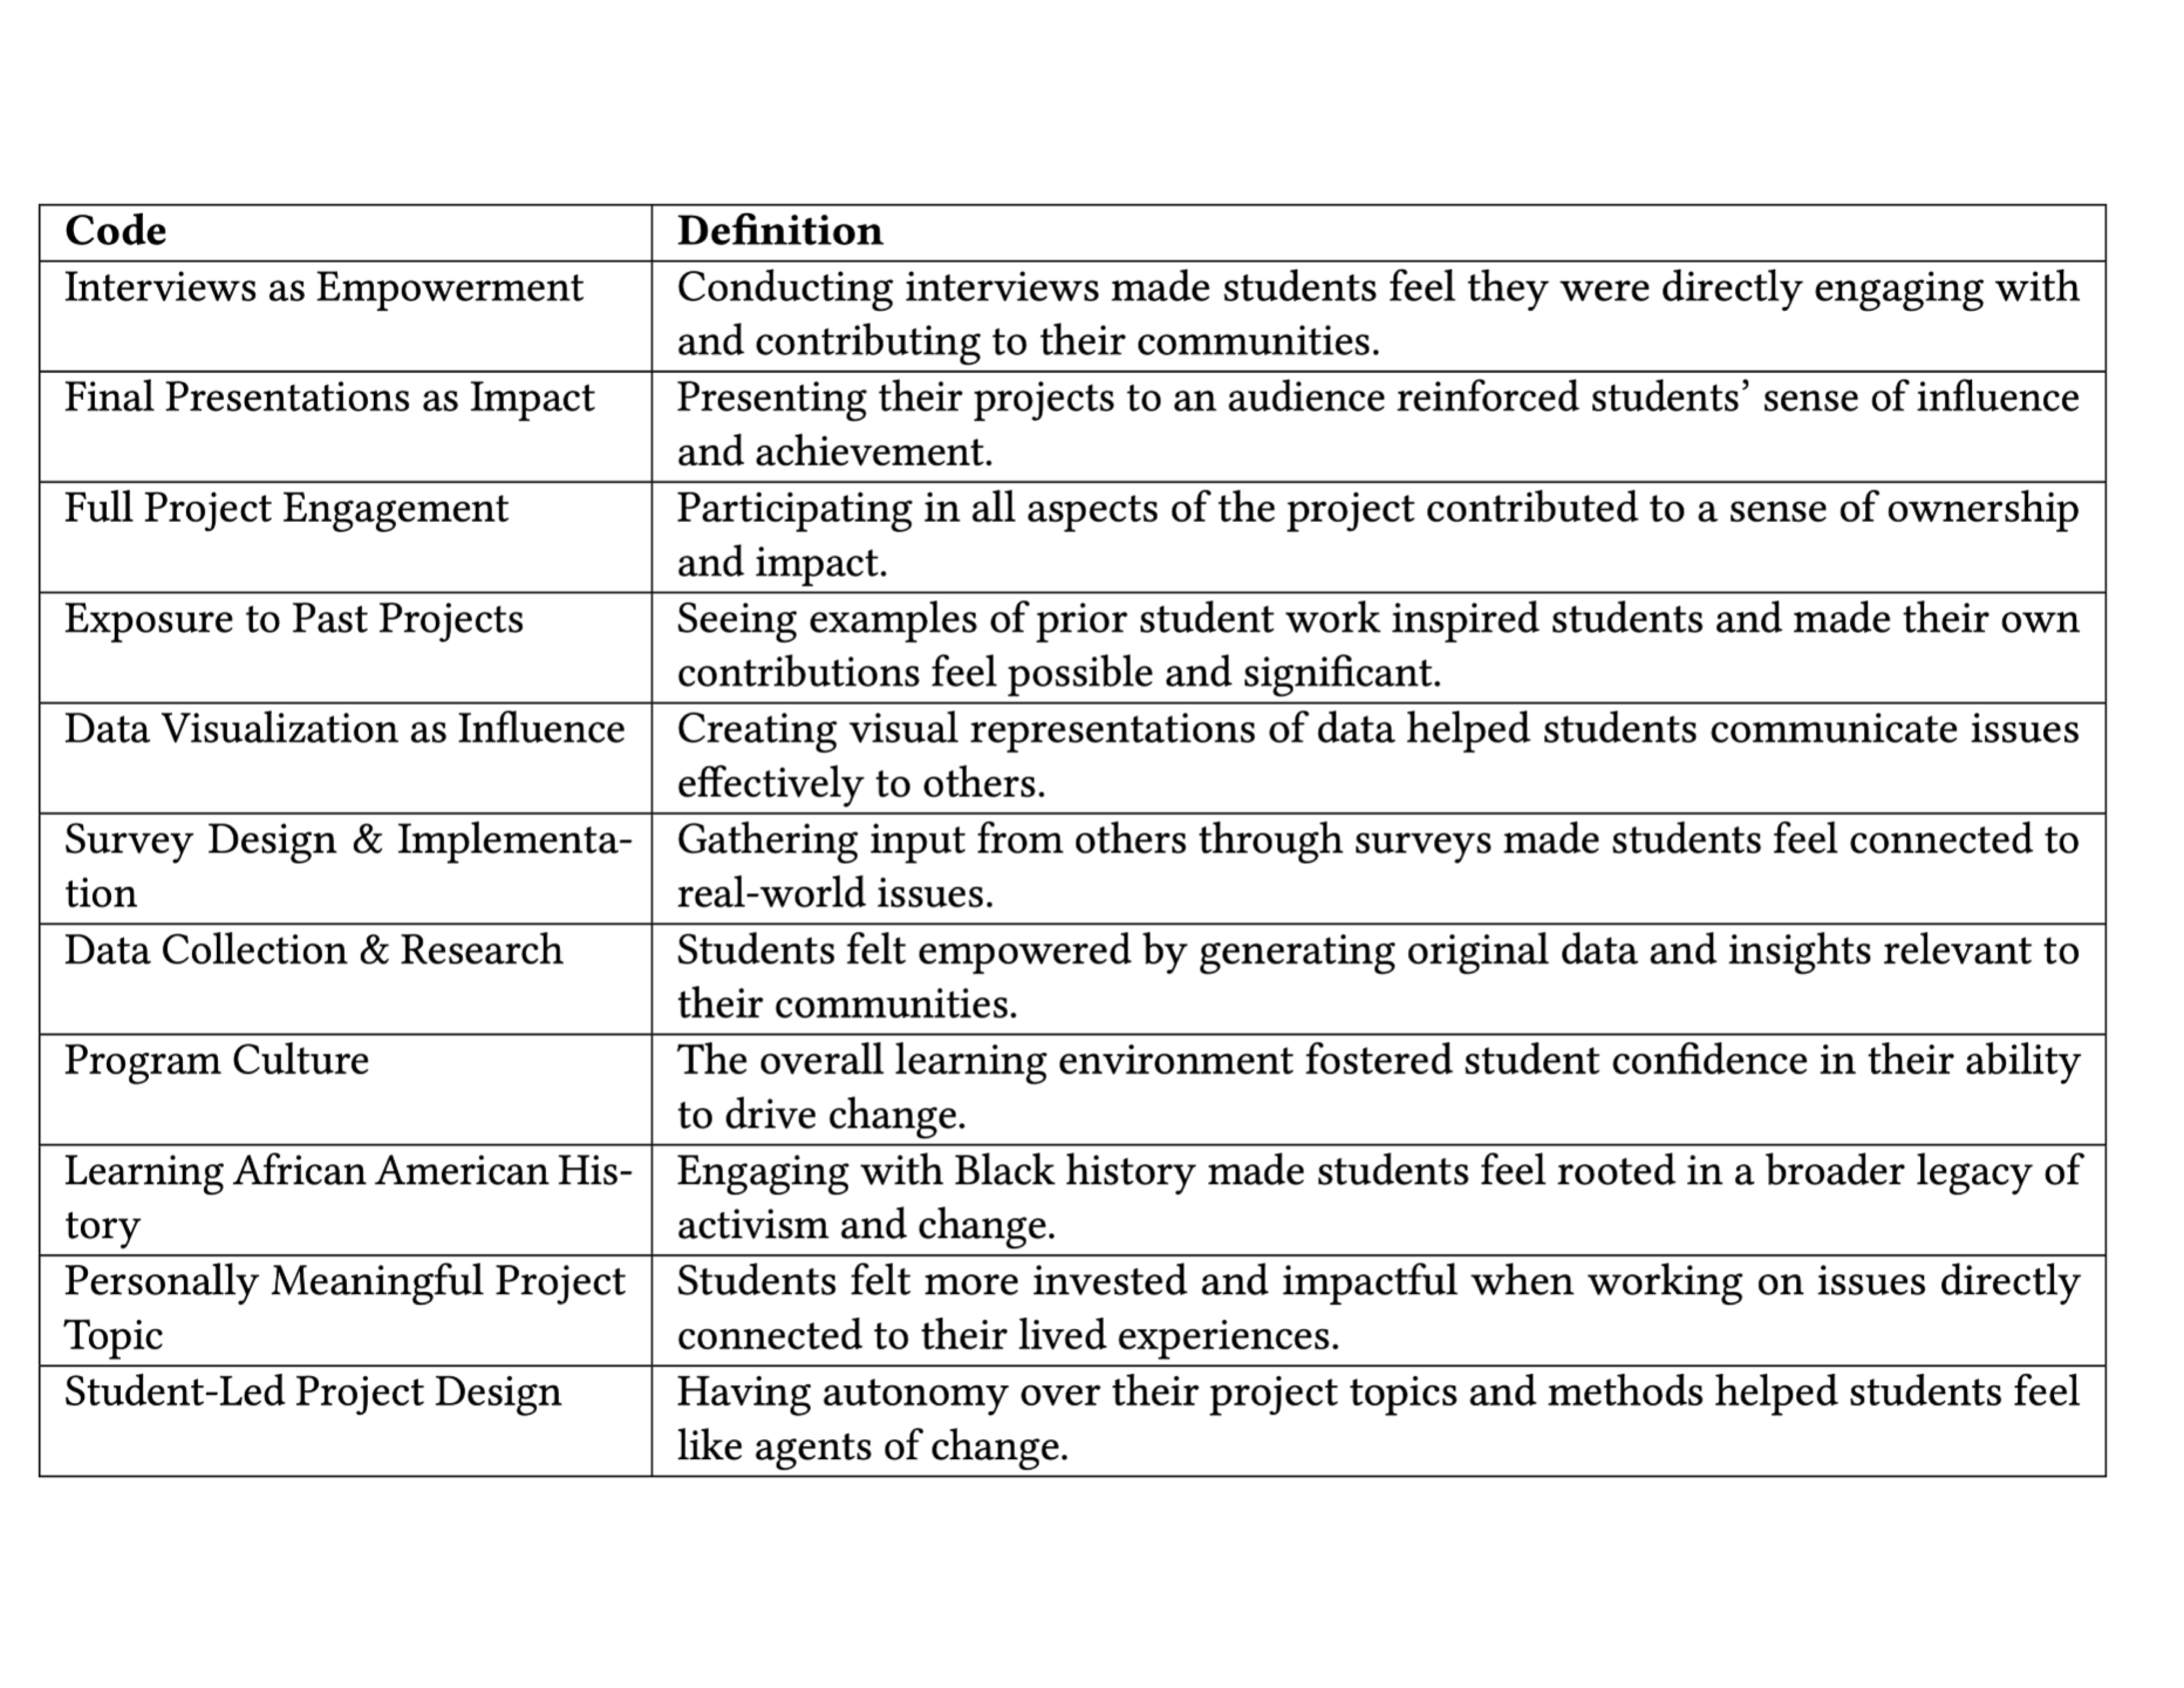 Code
Definition
Interviews as Empowerment
Conducting interviews made students feel they were directly engaging with
and contributing to their communities.
Final Presentations as Impact
Presenting their projects to an audience reinforced students’ sense of influence
and achievement.
Full Project Engagement
Participating in all aspects of the project contributed to a sense of ownership
and impact.
Exposure to Past Projects
Seeing examples of prior student work inspired students and made their own
contributions feel possible and significant.
Data Visualization as Influence
Creating visual representations of data helped students communicate issues
effectively to others.
Survey Design & Implementa-
tion
Gathering input from others through surveys made students feel connected to
real-world issues.
Data Collection & Research
Students felt empowered by generating original data and insights relevant to
their communities.
Program Culture
The overall learning environment fostered student confidence in their ability
to drive change.
Learning African American His-
tory
Engaging with Black history made students feel rooted in a broader legacy of
activism and change.
Personally Meaningful Project
Topic
Students felt more invested and impactful when working on issues directly
connected to their lived experiences.
Student-Led Project Design
Having autonomy over their project topics and methods helped students feel
like agents of change.